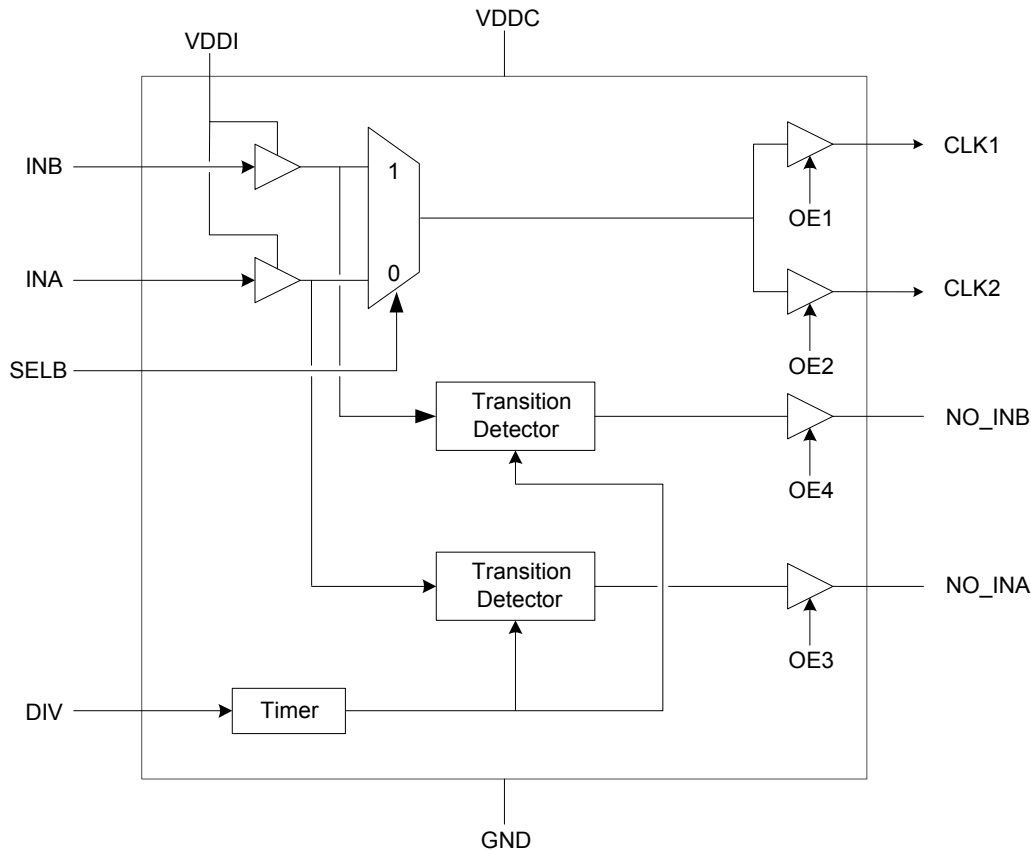 VDDC
VDDI
INB
1
CLK1
OE1
INA
0
CLK2
SELB
OE2
Transition
Detector
NO_INB
OE4
Transition
Detector
NO_INA
OE3
DIV
Timer
GND